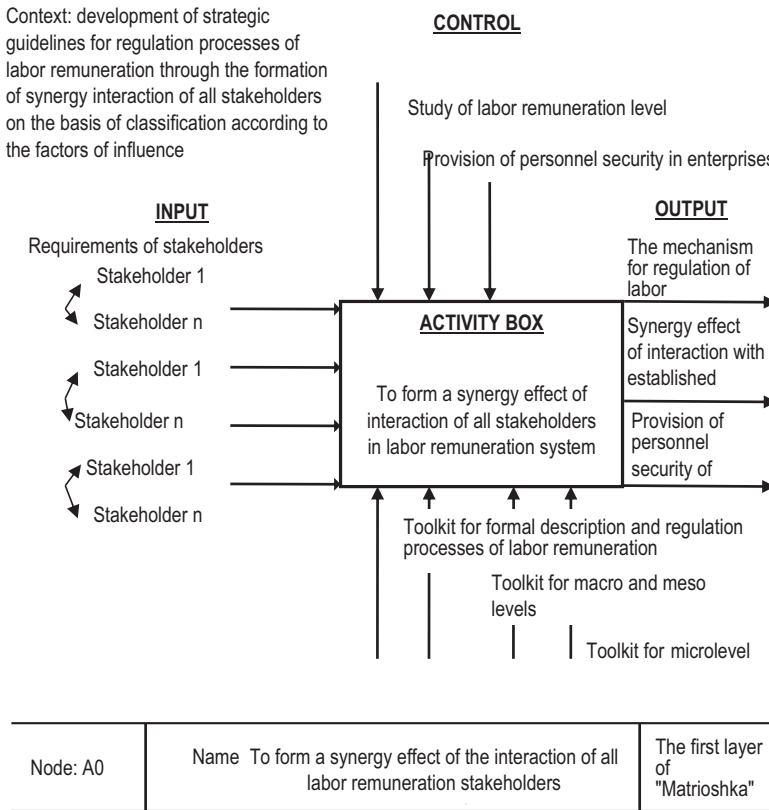 Context: development of strategic
guidelines for regulation processes of
labor remuneration through the formation
of synergy interaction of all stakeholders
on the basis of classification according to
the factors of influence
CONTROL
Study of labor remuneration level
Provision of personnel security in enterprises
INPUT
Requirements of stakeholders
Stakeholder 1
Stakeholder n
Stakeholder 1
Stakeholder n
Stakeholder 1
Stakeholder n
ACTIVITY BOX
To form a synergy effect of
interaction of all stakeholders
in labor remuneration system
OUTPUT
The mechanism
for regulation of
labor
Synergy effect
of interaction with
established
Provision of
personnel
security of
Toolkit for formal description and regulation
processes of labor remuneration
Toolkit for macro and meso
levels
Toolkit for microlevel
Node: A0
Name To form a synergy effect of the interaction of all
labor remuneration stakeholders
The first layer
of
"Matrioshka"